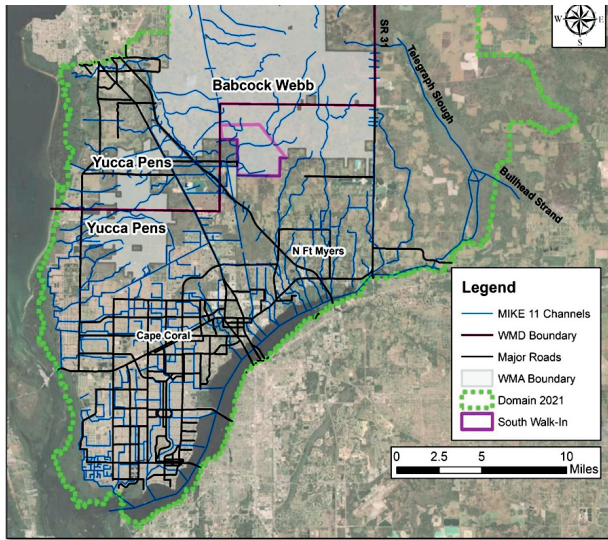 N
W
E
S
SR 31
Telegraph Slough
Babcock Webb
Yucca Pens
Bullhead Strand
Yucca Pens
N Ft Myers
Cape Coral
Legend
MIKE 11 Channels
WMD Boundary
Major Roads
WMA Boundary
Domain 2021
South Walk-In
0 2.5 5 10
Miles